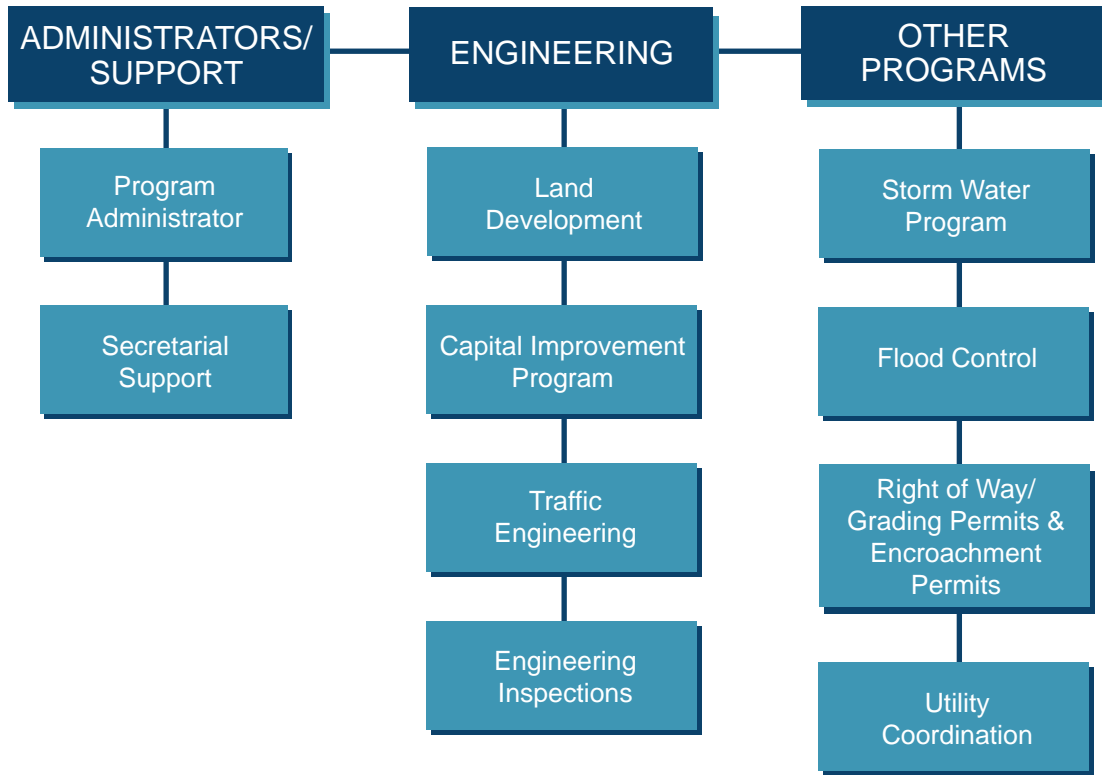 ADMINISTRATORS/
SUPPORT
Program
Administrator
Secretarial
Support
ENGINEERING
Land
Development
Capital Improvement
Program
Traffic
Engineering
Engineering
Inspections
OTHER
PROGRAMS
Storm Water
Program
Flood Control
Right of Way/
Grading Permits &
Encroachment
Permits
Utility
Coordination